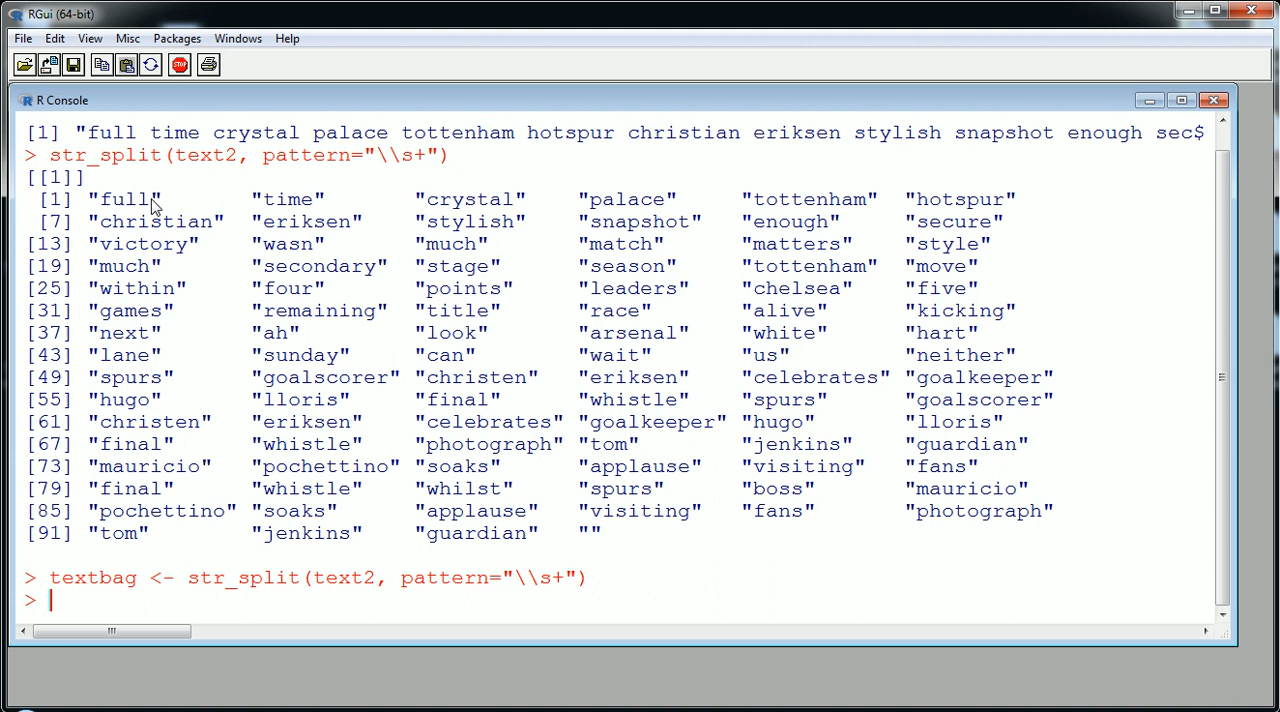 RGui (64-bit)
File Edit View Misc Packages Windows Help
STOP
R Console
[1] "full time crystal palace tottenham hotspur christian eriksen stylish snapshot enough sec$
> str_split(text2, pattern="\\s+")
[[1]]
[1] "full" "time" "crystal" "palace" "tottenham" "hotspur"
[7] "christian" "eriksen" "stylish" "snapshot" "enough" "secure"
[13] "victory" "wasn" "much" "match" "matters" "style"
[19] "much" "secondary" "stage" "season" "tottenham" "move"
[25] "within" "four" "points" "leaders" "chelsea" "five"
[31] "games" "remaining" "title" "race" "alive" "kicking"
[37] "next" "ah" "look" "arsenal" "white" "hart"
[43] "lane" "sunday" "can" "wait" "us" "neither"
[49] "spurs" "goalscorer" "christen" "eriksen" "celebrates" "goalkeeper"
[55] "hugo" "lloris" "final" "whistle" "spurs" "goalscorer"
[61] "christen" "eriksen" "celebrates" "goalkeeper" "hugo" "lloris"
[67] "final" "whistle" "photograph" "tom" "jenkins" "guardian"
[73] "mauricio" "pochettino" "soaks" "applause" "visiting" "fans"
[79] "final" "whistle" "whilst" "spurs" "boss" "mauricio"
[85] "pochettino" "soaks" "applause" "visiting" "fans" "photograph"
[91] "tom" "jenkins" "guardian" ""
> textbag <- str_split(text2, pattern="\\s+")
>